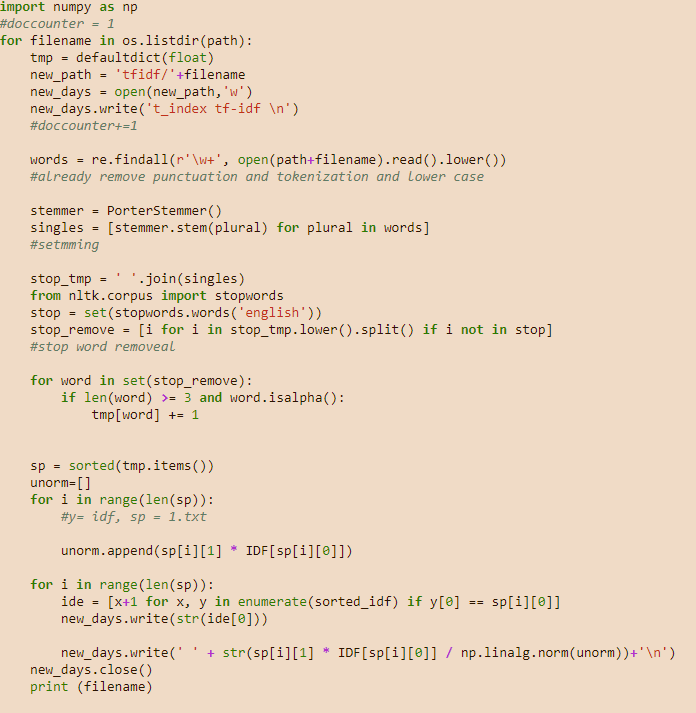 import numpy as np
#doccounter = 1
for filename in os.listdir(path):
    tmp = defaultdict(float)
    new_path = 'tfidf/'+filename
    new_days = open(new_path,'w')
    new_days.write('t_index tf-idf \n')
    #doccounter+=1

    words = re.findall(r'\w+', open(path+filename).read().lower())
    #already remove punctuation and tokenization and lower case

    stemmer = PorterStemmer()
    singles = [stemmer.stem(plural) for plural in words]
    #setmming

    stop_tmp = ' '.join(singles)
    from nltk.corpus import stopwords
    stop = set(stopwords.words('english'))
    stop_remove = [i for i in stop_tmp.lower().split() if i not in stop]
    #stop word removeal

    for word in set(stop_remove):
        if len(word) >= 3 and word.isalpha():
            tmp[word] += 1


    sp = sorted(tmp.items())
    unorm=[]
    for i in range(len(sp)):
        #y= idf, sp = 1.txt

        unorm.append(sp[i][1] * IDF[sp[i][0]])

    for i in range(len(sp)):
        ide = [x+1 for x, y in enumerate(sorted_idf) if y[0] == sp[i][0]]
        new_days.write(str(ide[0]))

        new_days.write(' ' + str(sp[i][1] * IDF[sp[i][0]] / np.linalg.norm(unorm))+'\n')
    new_days.close()
    print (filename)